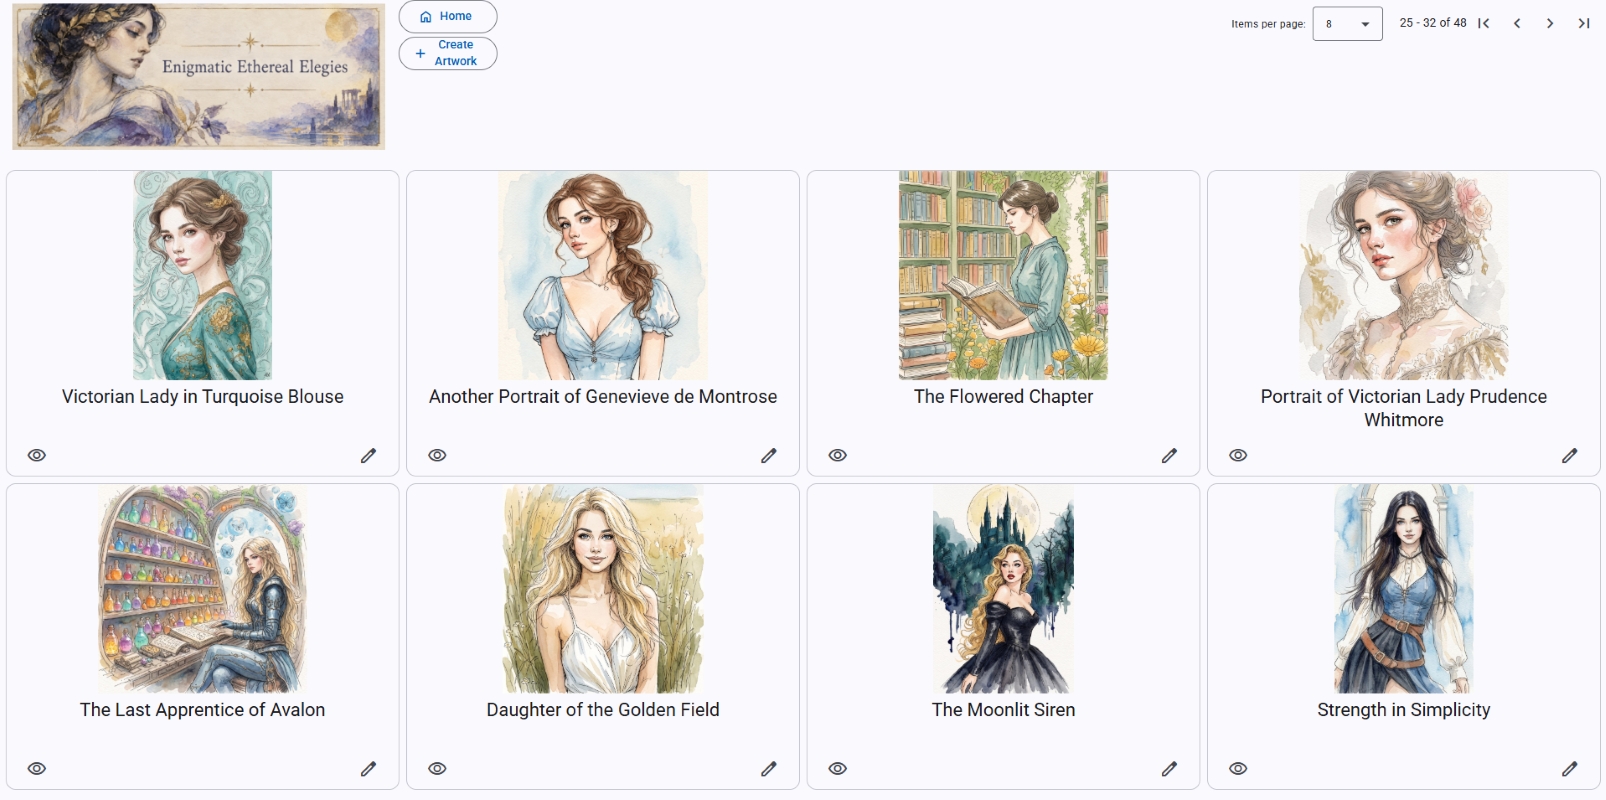 Enigmatic Ethereal Elegies
Home
Create
Artwork
Items per page:
8
25 - 32 of 48
Victorian Lady in Turquoise Blouse
Another Portrait of Genevieve de Montrose
The Flowered Chapter
Portrait of Victorian Lady Prudence
Whitmore
The Last Apprentice of Avalon
Daughter of the Golden Field
The Moonlit Siren
Strength in Simplicity